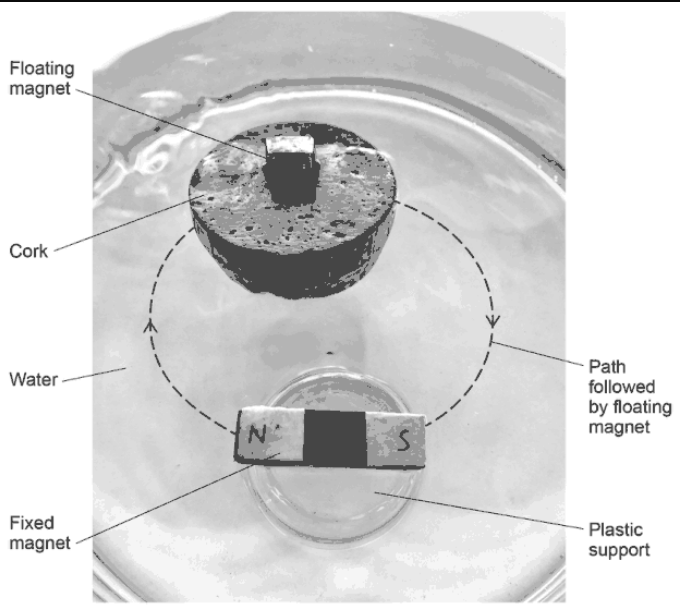 Floating
magnet
Cork
Water
N
S
Path
followed
by floating
magnet
Fixed
magnet
Plastic
support